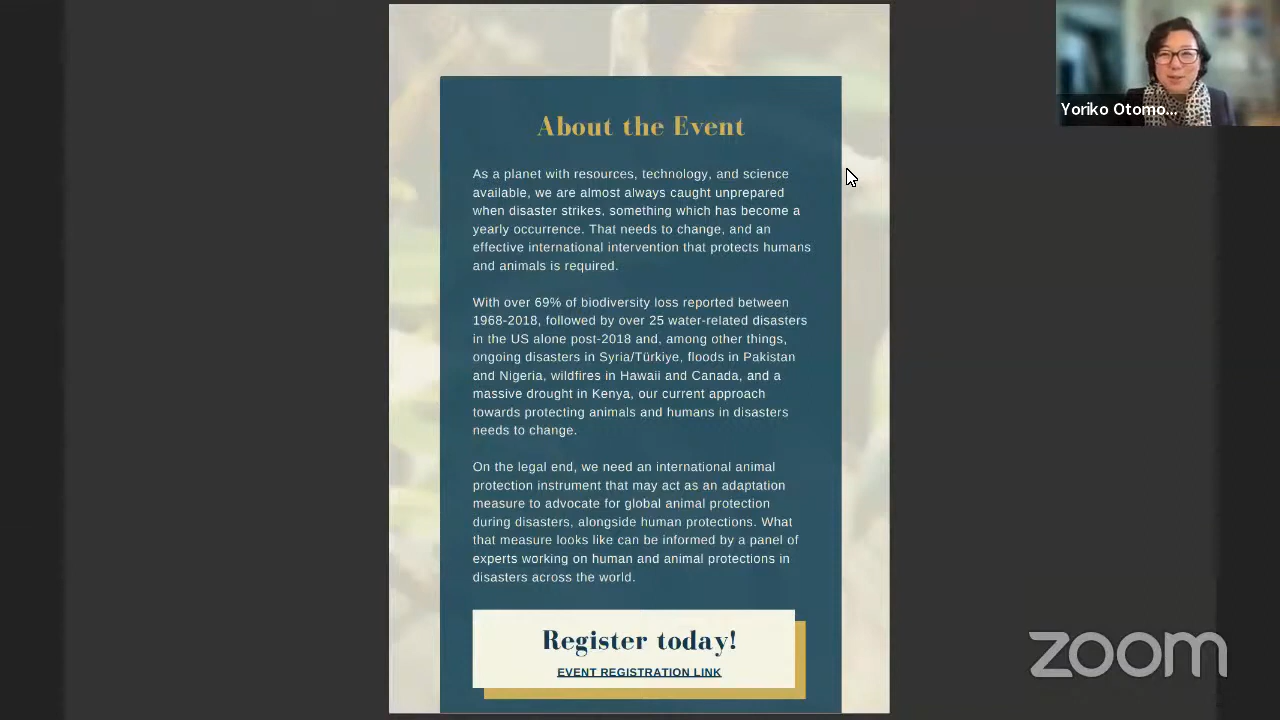 About the Event
As a planet with resources, technology, and science
available, we are almost always caught unprepared
when disaster strikes, something which has become a
yearly occurrence. That needs to change, and an
effective international intervention that protects humans
and animals is required.
With over 69% of biodiversity loss reported between
1968-2018, followed by over 25 water-related disasters
in the US alone post-2018 and, among other things,
ongoing disasters in Syria/Türkiye, floods in Pakistan
and Nigeria, wildfires in Hawaii and Canada, and a
massive drought in Kenya, our current approach
towards protecting animals and humans in disasters
needs to change.
On the legal end, we need an international animal
protection instrument that may act as an adaptation
measure to advocate for global animal protection
during disasters, alongside human protections. What
that measure looks like can be informed by a panel of
experts working on human and animal protections in
disasters across the world.
Register today!
EVENT REGISTRATION LINK
Yoriko Otomo...
zoom